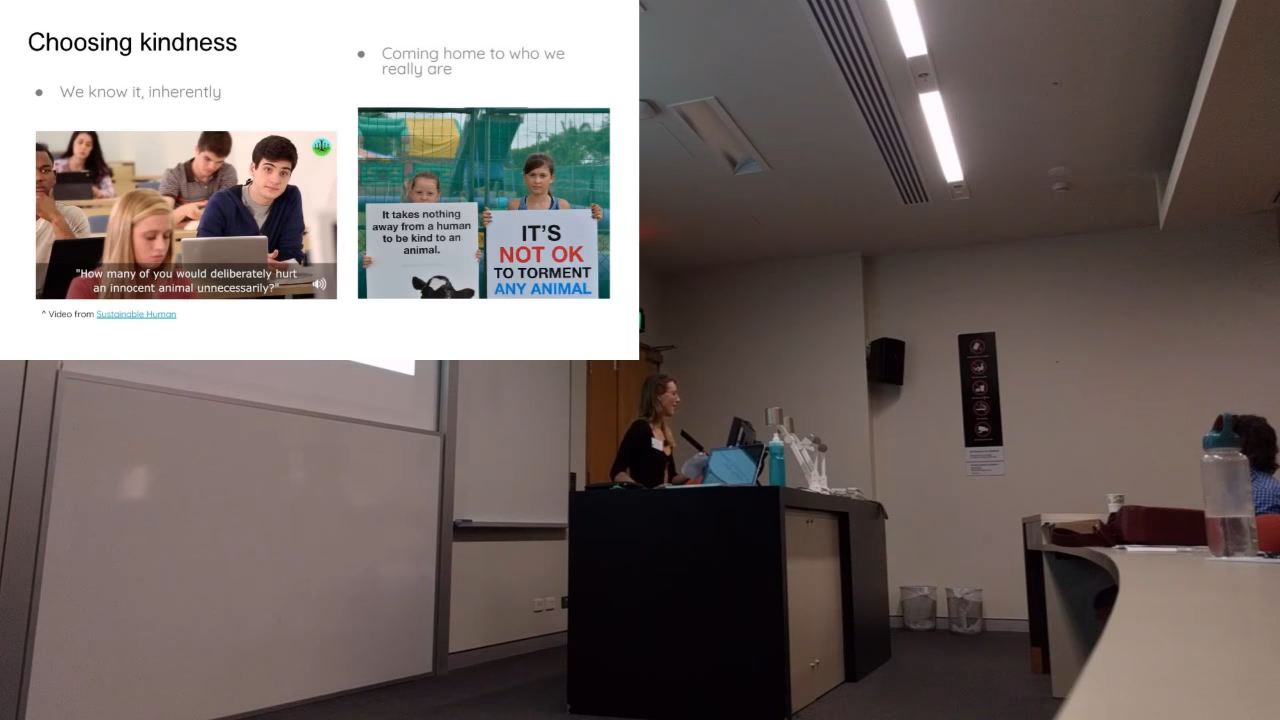 Choosing kindness
● We know it, inherently
"How many of you would deliberately hurt
an innocent animal unnecessarily?"
^ Video from Sustainable Human
● Coming home to who we
really are
It takes nothing
away from a human
to be kind to an
animal.
IT'S
NOT OK
TO TORMENT
ANY ANIMAL